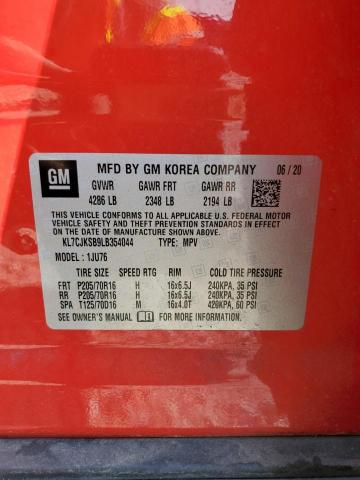 GM
MFD BY GM KOREA COMPANY 06 / 20
GVWR GAWR FRT GAWR RR
4286 LB 2348 LB 2194 LB
THIS VEHICLE CONFORMS TO ALL APPLICABLE U.S. FEDERAL MOTOR
VEHICLE SAFETY AND THEFT PREVENTION STANDARDS IN EFFECT
ON THE DATE OF MANUFACTURE SHOWN ABOVE.
KL7CJKSB9LB354044 TYPE: MPV
MODEL : 1JU76
TIRE SIZE SPEED RTG RIM COLD TIRE PRESSURE
FRT P205/70R16 H 16x6.5J 240KPA, 35 PSI
RR P205/70R16 H 16x6.5J 240KPA, 35 PSI
SPA T125/70D16 M 16x4.0T 420KPA, 60 PSI
SEE OWNER'S MANUAL FOR MORE INFORMATION